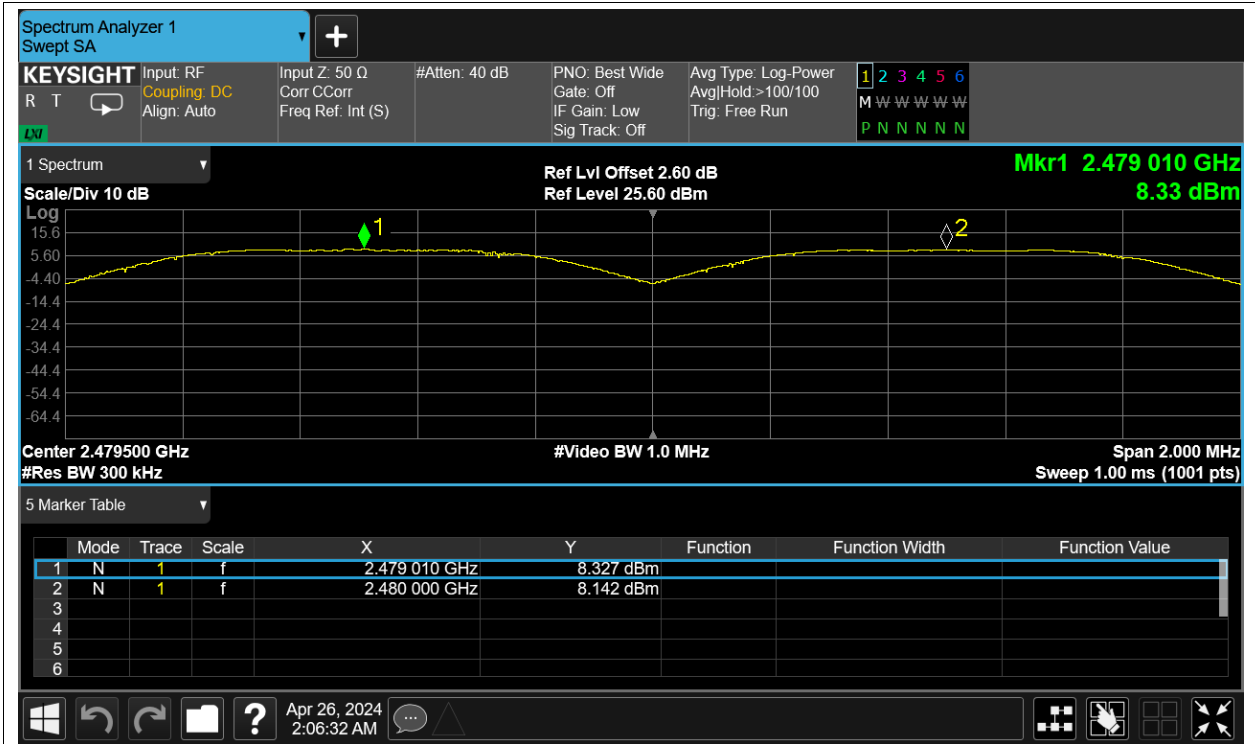 Spectrum Analyzer 1
Swept SA
+
KEYSIGHT
R T
LXI
Input: RF
Coupling: DC
Align: Auto
Input Z: 50 Ω
Corr CCorr
Freq Ref: Int (S)
#Atten: 40 dB
PNO: Best Wide
Gate: Off
IF Gain: Low
Sig Track: Off
Avg Type: Log-Power
Avg|Hold:>100/100
Trig: Free Run
1 2 3 4 5 6
M W W W W W
P N N N N N
1 Spectrum
Scale/Div 10 dB
Ref Lvl Offset 2.60 dB
Ref Level 25.60 dBm
Mkr1 2.479 010 GHz
8.33 dBm
Log
15.6
5.60
-4.40
-14.4
-24.4
-34.4
-44.4
-54.4
-64.4
1
2
Center 2.479500 GHz
#Res BW 300 kHz
#Video BW 1.0 MHz
Span 2.000 MHz
Sweep 1.00 ms (1001 pts)
5 Marker Table
Mode Trace Scale X Y Function Function Width Function Value
1 N 1 f 2.479 010 GHz 8.327 dBm
2 N 1 f 2.480 000 GHz 8.142 dBm
3
4
5
6
?
Apr 26, 2024
2:06:32 AM